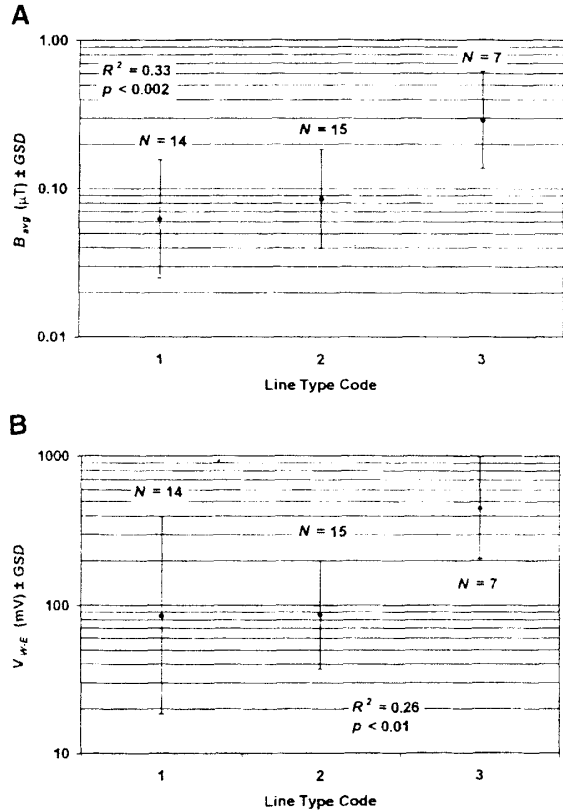 A
1.00
0.10
0.01
B_avg (µT) ± GSD
R² = 0.33
p < 0.002
N = 14
N = 15
N = 7
1 2 3
Line Type Code
B
1000
100
10
V_W-E (mV) ± GSD
N = 14
N = 15
N = 7
R² = 0.26
p < 0.01
1 2 3
Line Type Code